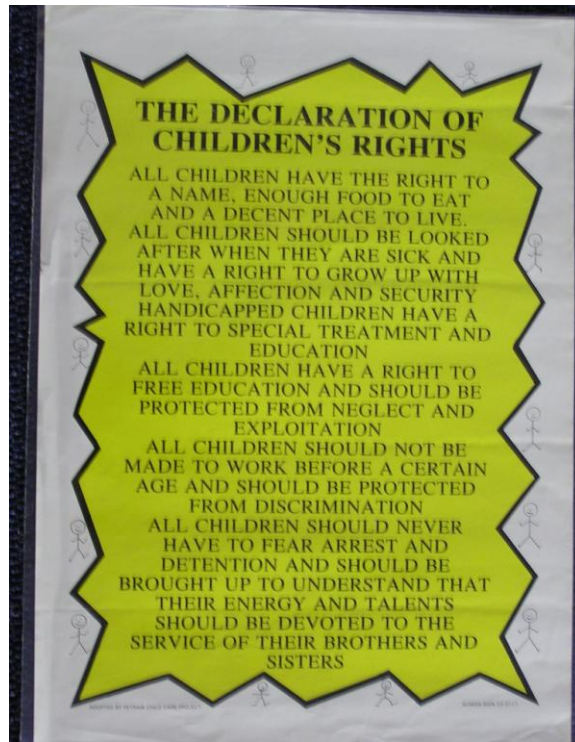 THE DECLARATION OF
CHILDREN'S RIGHTS
ALL CHILDREN HAVE THE RIGHT TO
A NAME, ENOUGH FOOD TO EAT
AND A DECENT PLACE TO LIVE.
ALL CHILDREN SHOULD BE LOOKED
AFTER WHEN THEY ARE SICK AND
HAVE A RIGHT TO GROW UP WITH
LOVE, AFFECTION AND SECURITY
HANDICAPPED CHILDREN HAVE A
RIGHT TO SPECIAL TREATMENT AND
EDUCATION
ALL CHILDREN HAVE A RIGHT TO
FREE EDUCATION AND SHOULD BE
PROTECTED FROM NEGLECT AND
EXPLOITATION
ALL CHILDREN SHOULD NOT BE
MADE TO WORK BEFORE A CERTAIN
AGE AND SHOULD BE PROTECTED
FROM DISCRIMINATION
ALL CHILDREN SHOULD NEVER
HAVE TO FEAR ARREST AND
DETENTION AND SHOULD BE
BROUGHT UP TO UNDERSTAND THAT
THEIR ENERGY AND TALENTS
SHOULD BE DEVOTED TO THE
SERVICE OF THEIR BROTHERS AND
SISTERS